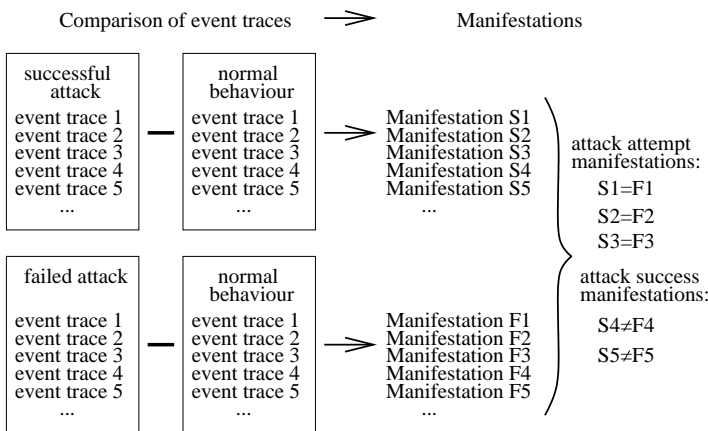 Comparison of event traces
Manifestations
successful
attack
event trace 1
event trace 2
event trace 3
event trace 4
event trace 5
...
normal
behaviour
event trace 1
event trace 2
event trace 3
event trace 4
event trace 5
...
Manifestation S1
Manifestation S2
Manifestation S3
Manifestation S4
Manifestation S5
...
failed attack
event trace 1
event trace 2
event trace 3
event trace 4
event trace 5
...
normal
behaviour
event trace 1
event trace 2
event trace 3
event trace 4
event trace 5
...
Manifestation F1
Manifestation F2
Manifestation F3
Manifestation F4
Manifestation F5
...
attack attempt
manifestations:
S1=F1
S2=F2
S3=F3
attack success
manifestations:
S4≠F4
S5≠F5